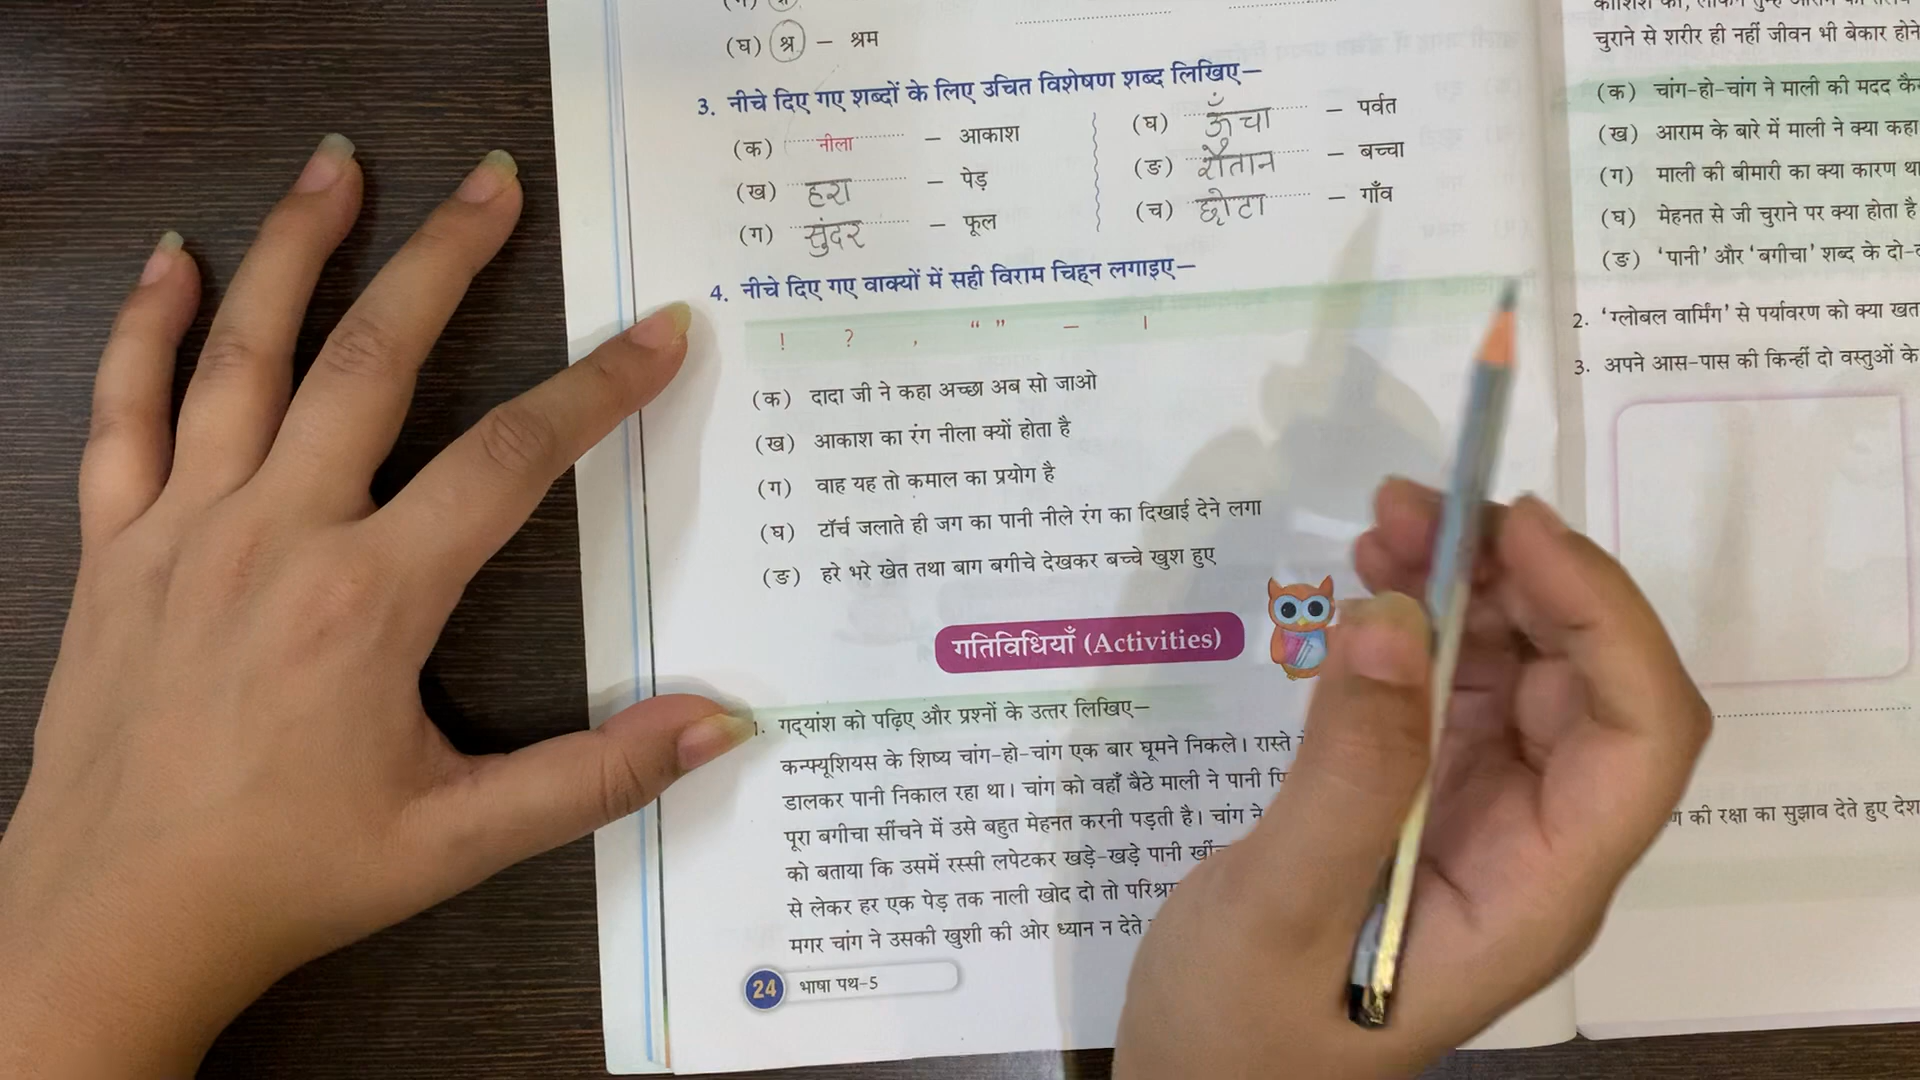 (घ) श्र – श्रम
3. नीचे दिए गए शब्दों के लिए उचित विशेषण शब्द लिखिए–
(क) नीला – आकाश
(ख) हरा – पेड़
(ग) सुंदर – फूल
(घ) ऊँचा – पर्वत
(ङ) शैतान – बच्चा
(च) छोटा – गाँव
4. नीचे दिए गए वाक्यों में सही विराम चिह्न लगाइए–
! ? , “ ” – ।
(क) दादा जी ने कहा अच्छा अब सो जाओ
(ख) आकाश का रंग नीला क्यों होता है
(ग) वाह यह तो कमाल का प्रयोग है
(घ) टॉर्च जलाते ही जग का पानी नीले रंग का दिखाई देने लगा
(ङ) हरे भरे खेत तथा बाग बगीचे देखकर बच्चे खुश हुए
गतिविधियाँ (Activities)
1. गद्यांश को पढ़िए और प्रश्नों के उत्तर लिखिए–
कन्फ्यूशियस के शिष्य चांग-हो-चांग एक बार घूमने निकले। रास्ते
डालकर पानी निकाल रहा था। चांग को वहाँ बैठे माली ने पानी
पूरा बगीचा सींचने में उसे बहुत मेहनत करनी पड़ती है। चांग ने
को बताया कि उसमें रस्सी लपेटकर खड़े-खड़े पानी
से लेकर हर एक पेड़ तक नाली खोद दो तो
मगर चांग ने उसकी खुशी की ओर ध्यान न देते
24 भाषा पथ-5
चुराने से शरीर ही नहीं जीवन भी बेकार होने
(क) चांग-हो-चांग ने माली की मदद
(ख) आराम के बारे में माली ने क्या कहा
(ग) माली की बीमारी का क्या कारण था
(घ) मेहनत से जी चुराने पर क्या होता है
(ङ) ‘पानी’ और ‘बगीचा’ शब्द के दो-
2. ‘ग्लोबल वार्मिंग’ से पर्यावरण को क्या
3. अपने आस-पास की किन्हीं दो वस्तुओं के
की रक्षा का सुझाव देते हुए